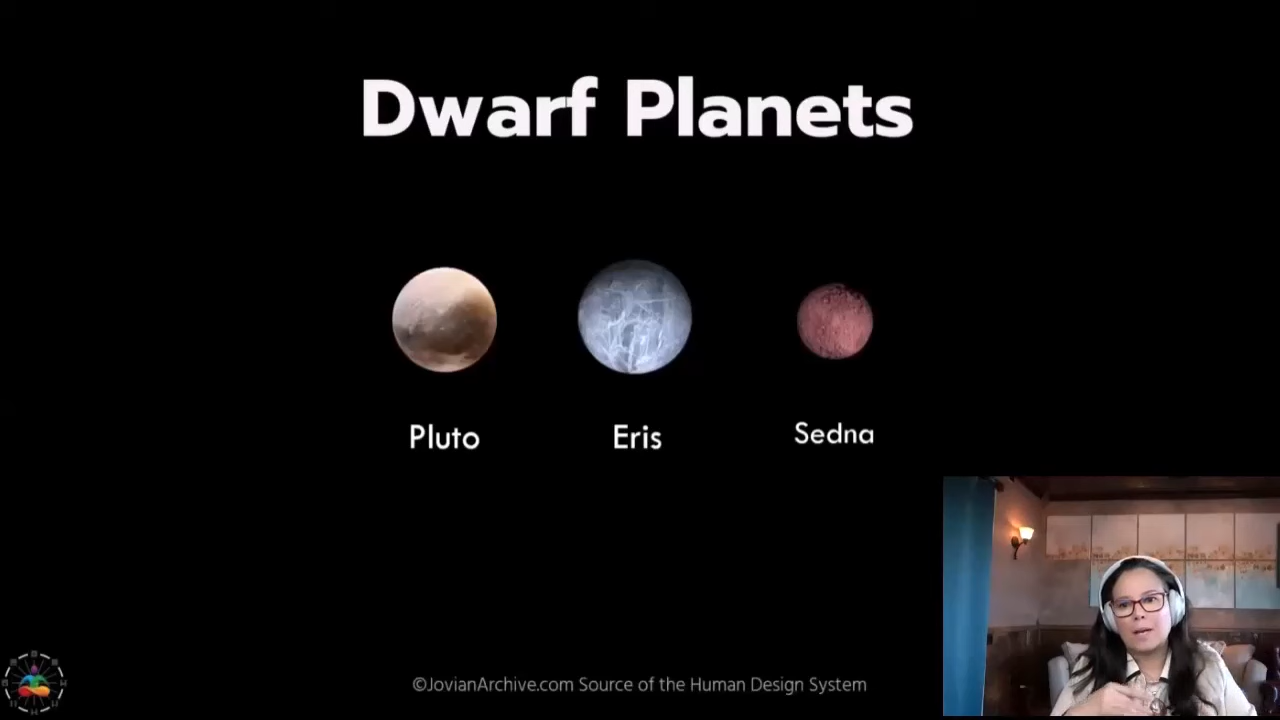 Dwarf Planets
Pluto
Eris
Sedna
©JovianArchive.com Source of the Human Design System